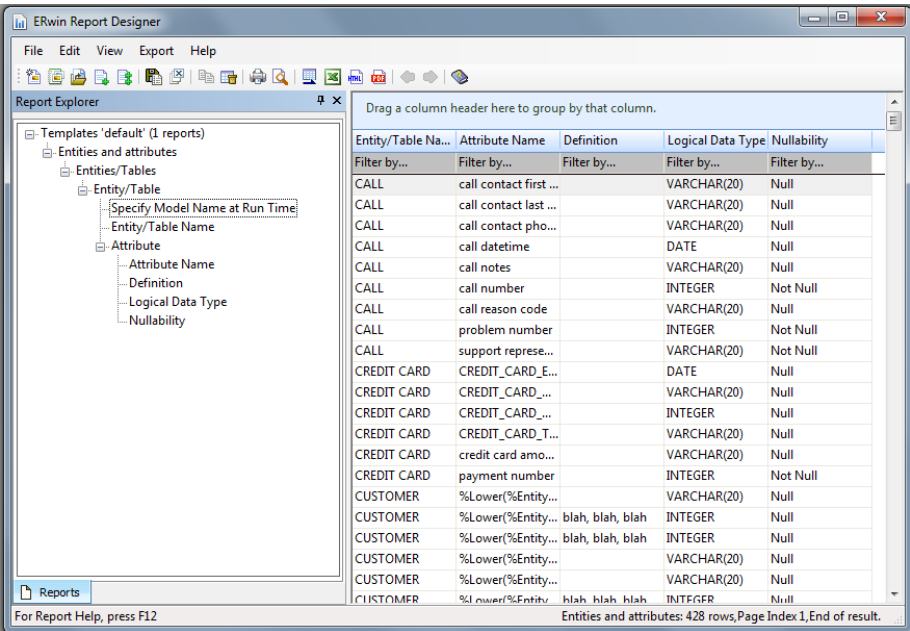 ERwin Report Designer
File Edit View Export Help
Report Explorer
Templates 'default' (1 reports)
Entities and attributes
Entities/Tables
Entity/Table
Specify Model Name at Run Time
Entity/Table Name
Attribute
Attribute Name
Definition
Logical Data Type
Nullability
Reports
Drag a column header here to group by that column.
Entity/Table Na... Attribute Name Definition Logical Data Type Nullability
Filter by... Filter by... Filter by... Filter by... Filter by...
CALL call contact first ... VARCHAR(20) Null
CALL call contact last ... VARCHAR(20) Null
CALL call contact pho... VARCHAR(20) Null
CALL call datetime DATE Null
CALL call notes VARCHAR(20) Null
CALL call number INTEGER Not Null
CALL call reason code VARCHAR(20) Null
CALL problem number INTEGER Not Null
CALL support represe... VARCHAR(20) Not Null
CREDIT CARD CREDIT_CARD_E... DATE Null
CREDIT CARD CREDIT_CARD_... VARCHAR(20) Null
CREDIT CARD CREDIT_CARD_... INTEGER Null
CREDIT CARD CREDIT_CARD_T... VARCHAR(20) Null
CREDIT CARD credit card amo... VARCHAR(20) Null
CREDIT CARD payment number INTEGER Not Null
CUSTOMER %Lower(%Entity... VARCHAR(20) Null
CUSTOMER %Lower(%Entity... blah, blah, blah INTEGER Null
CUSTOMER %Lower(%Entity... blah, blah, blah INTEGER Null
CUSTOMER %Lower(%Entity... VARCHAR(20) Null
CUSTOMER %Lower(%Entity... VARCHAR(20) Null
CUSTOMER %Lower(%Entity... blah, blah, blah INTEGER Null
For Report Help, press F12
Entities and attributes: 428 rows,Page Index 1,End of result.